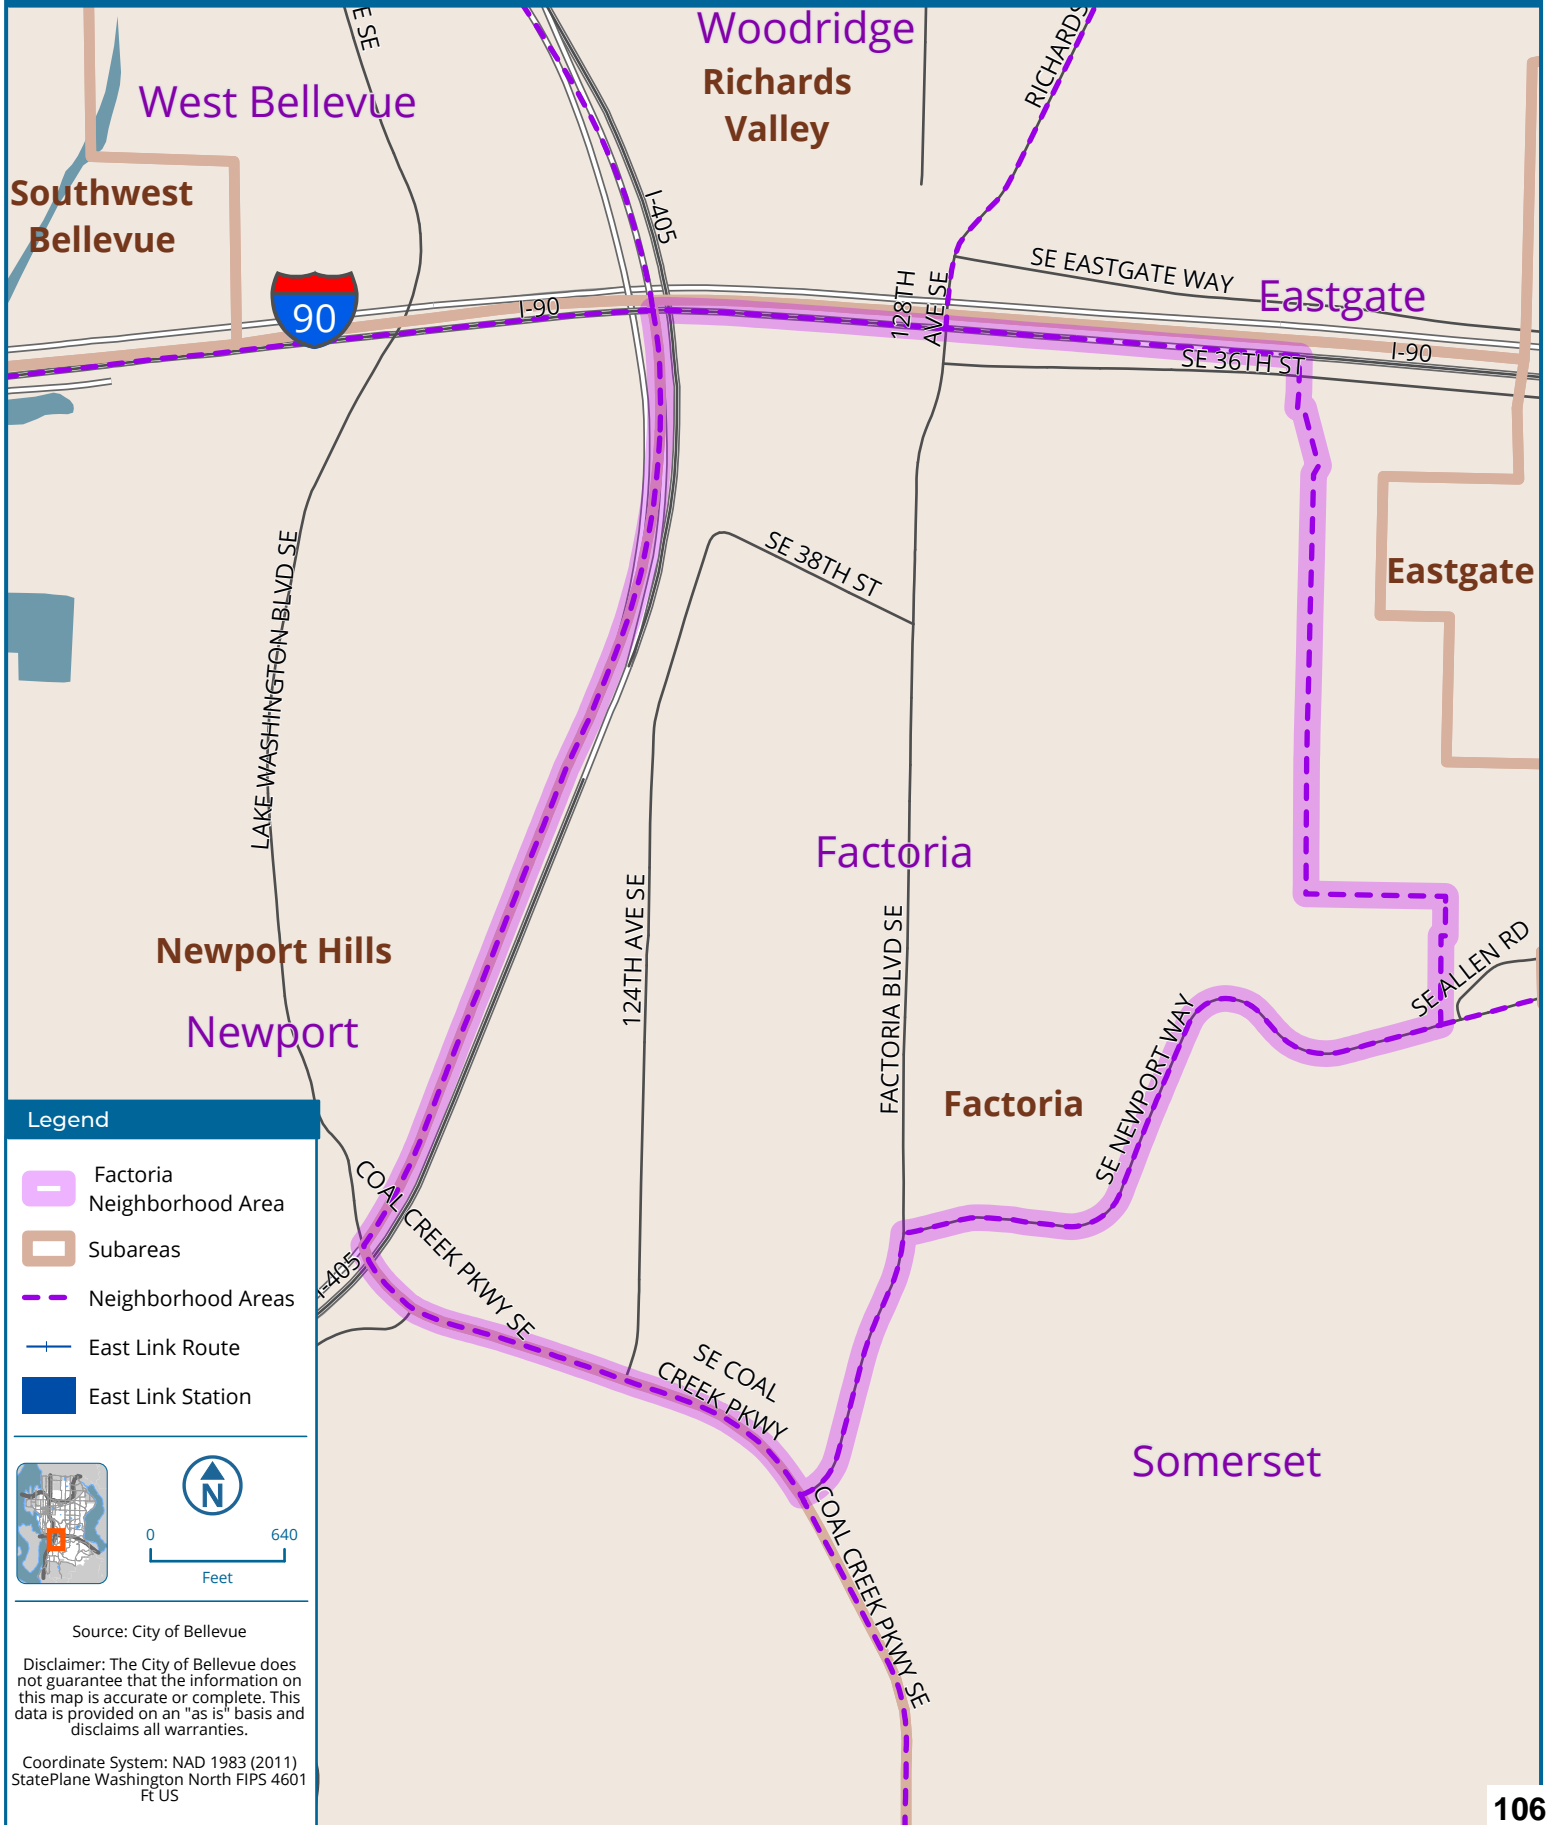 E SE
Woodridge
Richards
Valley
RICHARDS
West Bellevue
Southwest
Bellevue
I-405
SE EASTGATE WAY
Eastgate
128TH
AVE SE
90
I-90
I-90
SE 36TH ST
SE 38TH ST
Eastgate
LAKE WASHINGTON BLVD SE
Factoria
124TH AVE SE
FACTORIA BLVD SE
Newport Hills
Newport
SE ALLEN RD
SE NEWPORT WAY
Factoria
COAL CREEK PKWY SE
I-405
SE COAL
CREEK PKWY
Somerset
COAL CREEK PKWY SE
Legend
Factoria
Neighborhood Area
Subareas
Neighborhood Areas
East Link Route
East Link Station
N
0 640
Feet
Source: City of Bellevue
Disclaimer: The City of Bellevue does
not guarantee that the information on
this map is accurate or complete. This
data is provided on an "as is" basis and
disclaims all warranties.
Coordinate System: NAD 1983 (2011)
StatePlane Washington North FIPS 4601
Ft US
106